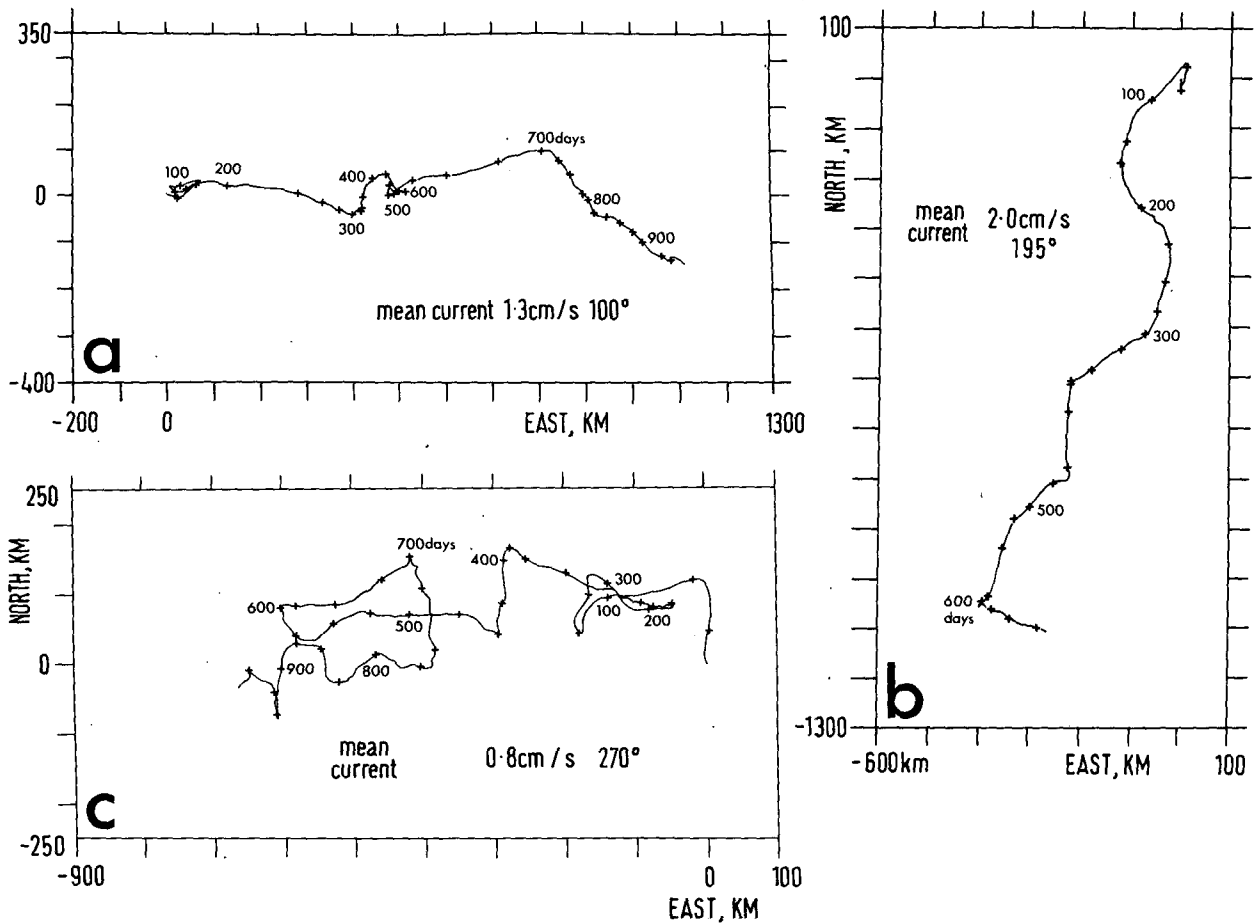 350
0
-400
-200
0
EAST, KM
1300
100
200
300
400
500
600
700days
800
900
mean current 1·3cm/s 100°
a
100
NORTH, KM
-1300
-600km
EAST, KM
100
100
200
300
500
600
days
mean
current
2·0cm/s
195°
b
250
NORTH, KM
0
-250
-900
0
100
EAST, KM
100
200
300
400
500
600
700days
800
900
mean
current
0·8cm/s 270°
c